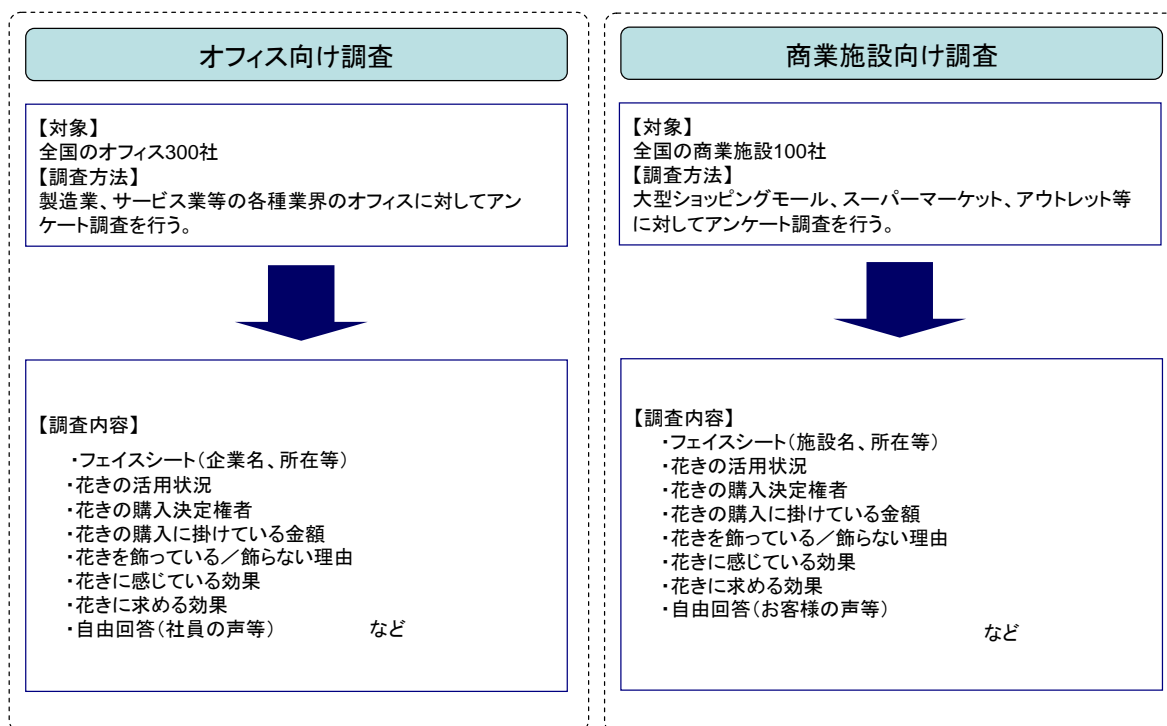 オフィス向け調査
【対象】
全国のオフィス300社
【調査方法】
製造業、サービス業等の各種業界のオフィスに対してアン
ケート調査を行う。
【調査内容】
・フェイスシート(企業名、所在等)
・花きの活用状況
・花きの購入決定権者
・花きの購入に掛けている金額
・花きを飾っている/飾らない理由
・花きに感じている効果
・花きに求める効果
・自由回答(社員の声等) など
商業施設向け調査
【対象】
全国の商業施設100社
【調査方法】
大型ショッピングモール、スーパーマーケット、アウトレット等
に対してアンケート調査を行う。
【調査内容】
・フェイスシート(施設名、所在等)
・花きの活用状況
・花きの購入決定権者
・花きの購入に掛けている金額
・花きを飾っている/飾らない理由
・花きに感じている効果
・花きに求める効果
・自由回答(お客様の声等)
など